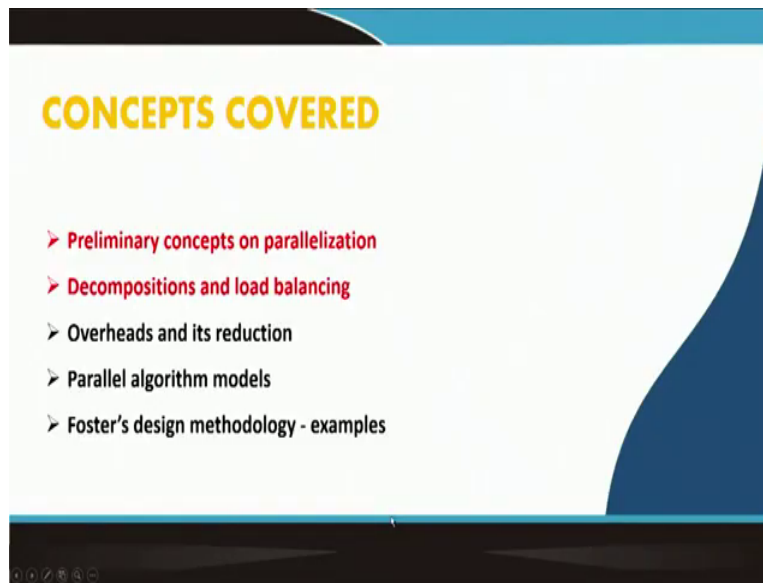 CONCEPTS COVERED
➢ Preliminary concepts on parallelization
➢ Decompositions and load balancing
➢ Overheads and its reduction
➢ Parallel algorithm models
➢ Foster's design methodology - examples